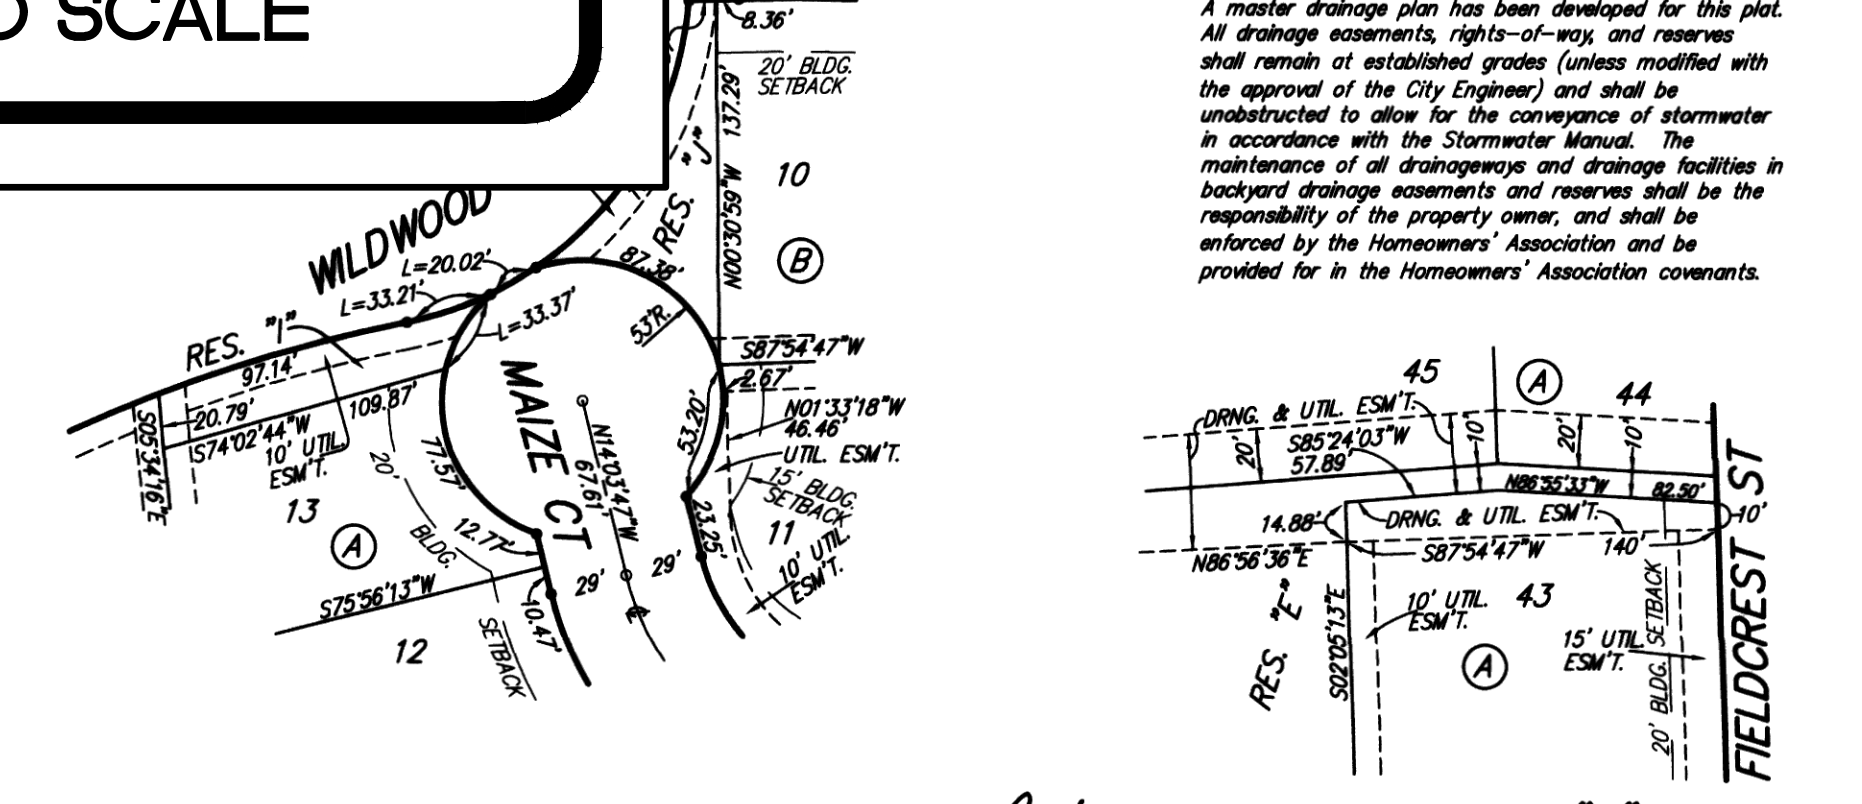 SCALE
8.36'
20' BLDG.
SETBACK
N00°30'59"W 137.29'
RES. "J"
10
B
WILDWOOD
L=20.02'
L=33.21'
L=33.37'
87.38'
53'R.
RES. "I"
97.14'
S05°34'16"E
20.79'
S74°02'44"W
109.87'
10' UTIL.
ESM'T.
13
A
20'
BLDG.
SETBACK
77.57'
12.77'
MAIZE CT
N14°03'47"W
67.61'
53.20'
S87°54'47"W
2.67'
N01°33'18"W
46.46'
UTIL. ESM'T.
15' BLDG.
SETBACK
11
10' UTIL.
ESM'T.
23.25'
29'
29'
S75°56'13"W
10.47'
12
A master drainage plan has been developed for this plat.
All drainage easements, rights-of-way, and reserves
shall remain at established grades (unless modified with
the approval of the City Engineer) and shall be
unobstructed to allow for the conveyance of stormwater
in accordance with the Stormwater Manual. The
maintenance of all drainageways and drainage facilities in
backyard drainage easements and reserves shall be the
responsibility of the property owner, and shall be
enforced by the Homeowners' Association and be
provided for in the Homeowners' Association covenants.
45
A
44
DRNG. & UTIL. ESM'T.
20'
S85°24'03"W
57.89'
10'
20'
10'
N86°55'33"W
82.50'
14.88'
DRNG. & UTIL. ESM'T.
10'
N86°56'36"E
S87°54'47"W
140'
RES. "E"
S02°05'13"E
10' UTIL.
ESM'T.
43
A
15' UTIL.
ESM'T.
20' BLDG. SETBACK
FIELDCREST ST